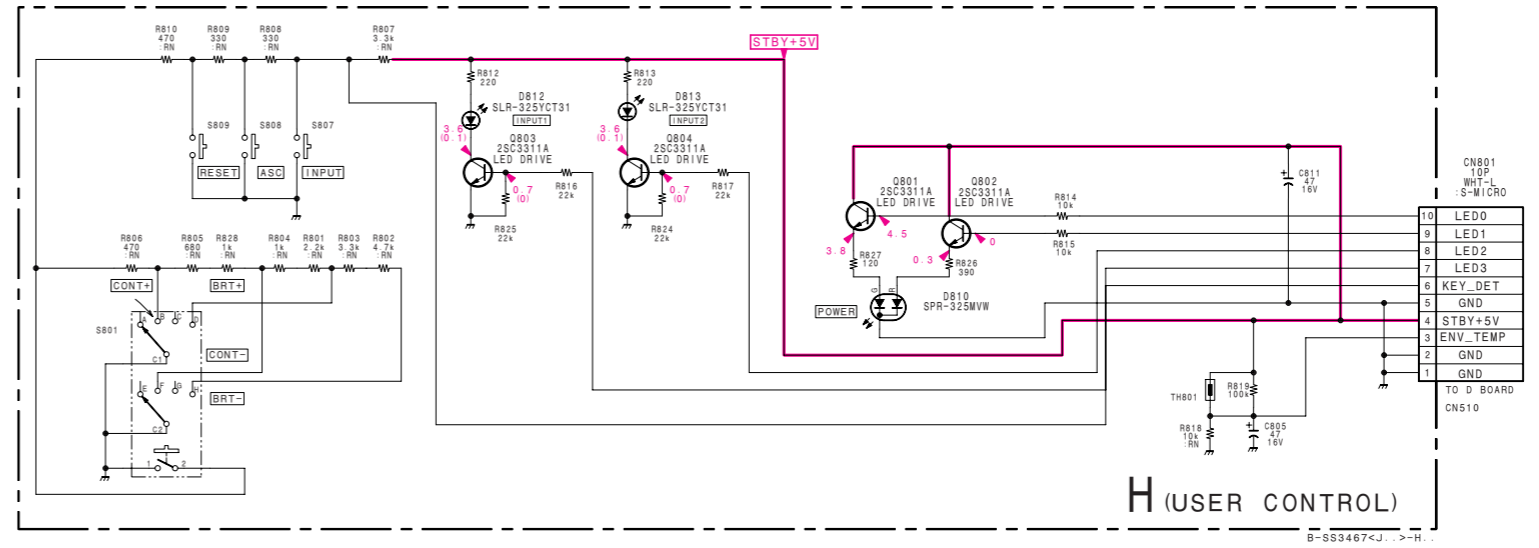 R810
470
:RN
R809
330
:RN
R808
330
:RN
R807
3.3k
:RN
STBY+5V
R812
220
R813
220
D812
SLR-325YCT31
INPUT1
D813
SLR-325YCT31
INPUT2
S809
S808
S807
RESET
ASC
INPUT
3.6
(0.1)
Q803
2SC3311A
LED DRIVE
3.6
(0.1)
Q804
2SC3311A
LED DRIVE
0.7
(0)
R816
22k
0.7
(0)
R817
22k
R825
22k
R824
22k
Q801
2SC3311A
LED DRIVE
Q802
2SC3311A
LED DRIVE
C811
47
16V
+
R814
10k
R815
10k
4.5
3.8
0
0.3
R827
120
R826
390
G
R
D810
SPR-325MVW
POWER
CN801
10P
WHT-L
:S-MICRO
10 LED0
9 LED1
8 LED2
7 LED3
6 KEY_DET
5 GND
4 STBY+5V
3 ENV_TEMP
2 GND
1 GND
TO D BOARD
CN510
R806
470
:RN
R805
680
:RN
R828
1k
:RN
R804
1k
:RN
R801
2.2k
:RN
R803
3.3k
:RN
R802
4.7k
:RN
CONT+
BRT+
S801
A
B
C
D
C1
CONT-
E
F
G
H
C2
BRT-
1
2
TH801
R819
100k
R818
10k
:RN
+
C805
47
16V
H (USER CONTROL)
B-SS3467<J..>-H..